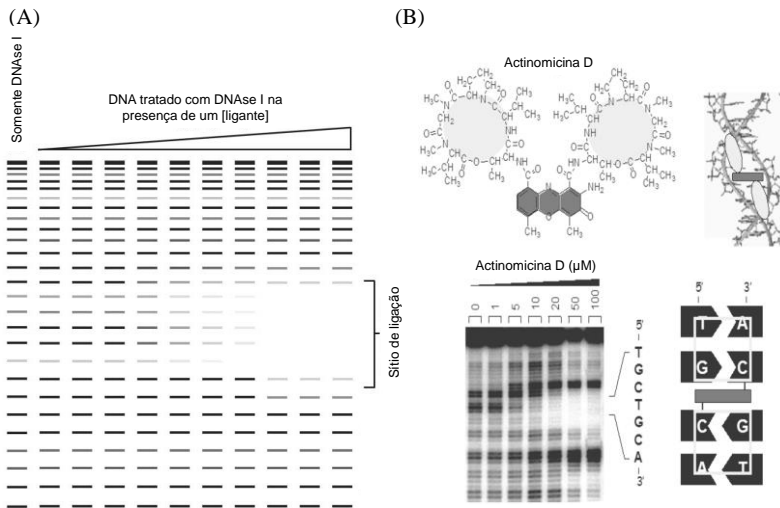 (A)
(B)
Somente DNAse I
DNA tratado com DNAse I na
presença de um [ligante]
Sítio de ligação
Actinomicina D
Actinomicina D (µM)
0 1 5 10 20 50 100
5'
T
G
C
T
G
C
A
3'
5' 3'
T A
G C
C G
A T